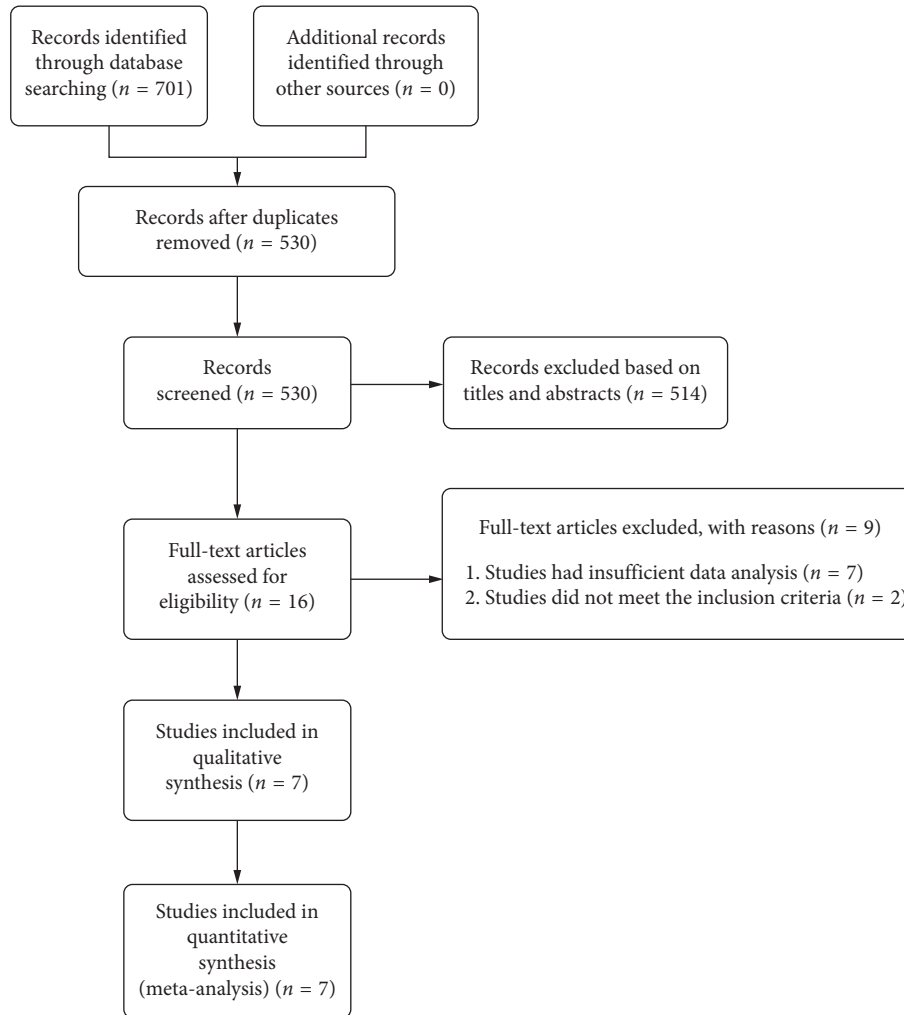 Records identified
through database
searching (n = 701)
Additional records
identified through
other sources (n = 0)
Records after duplicates
removed (n = 530)
Records
screened (n = 530)
Records excluded based on
titles and abstracts (n = 514)
Full-text articles
assessed for
eligibility (n = 16)
Full-text articles excluded, with reasons (n = 9)
1. Studies had insufficient data analysis (n = 7)
2. Studies did not meet the inclusion criteria (n = 2)
Studies included in
qualitative
synthesis (n = 7)
Studies included in
quantitative
synthesis
(meta-analysis) (n = 7)